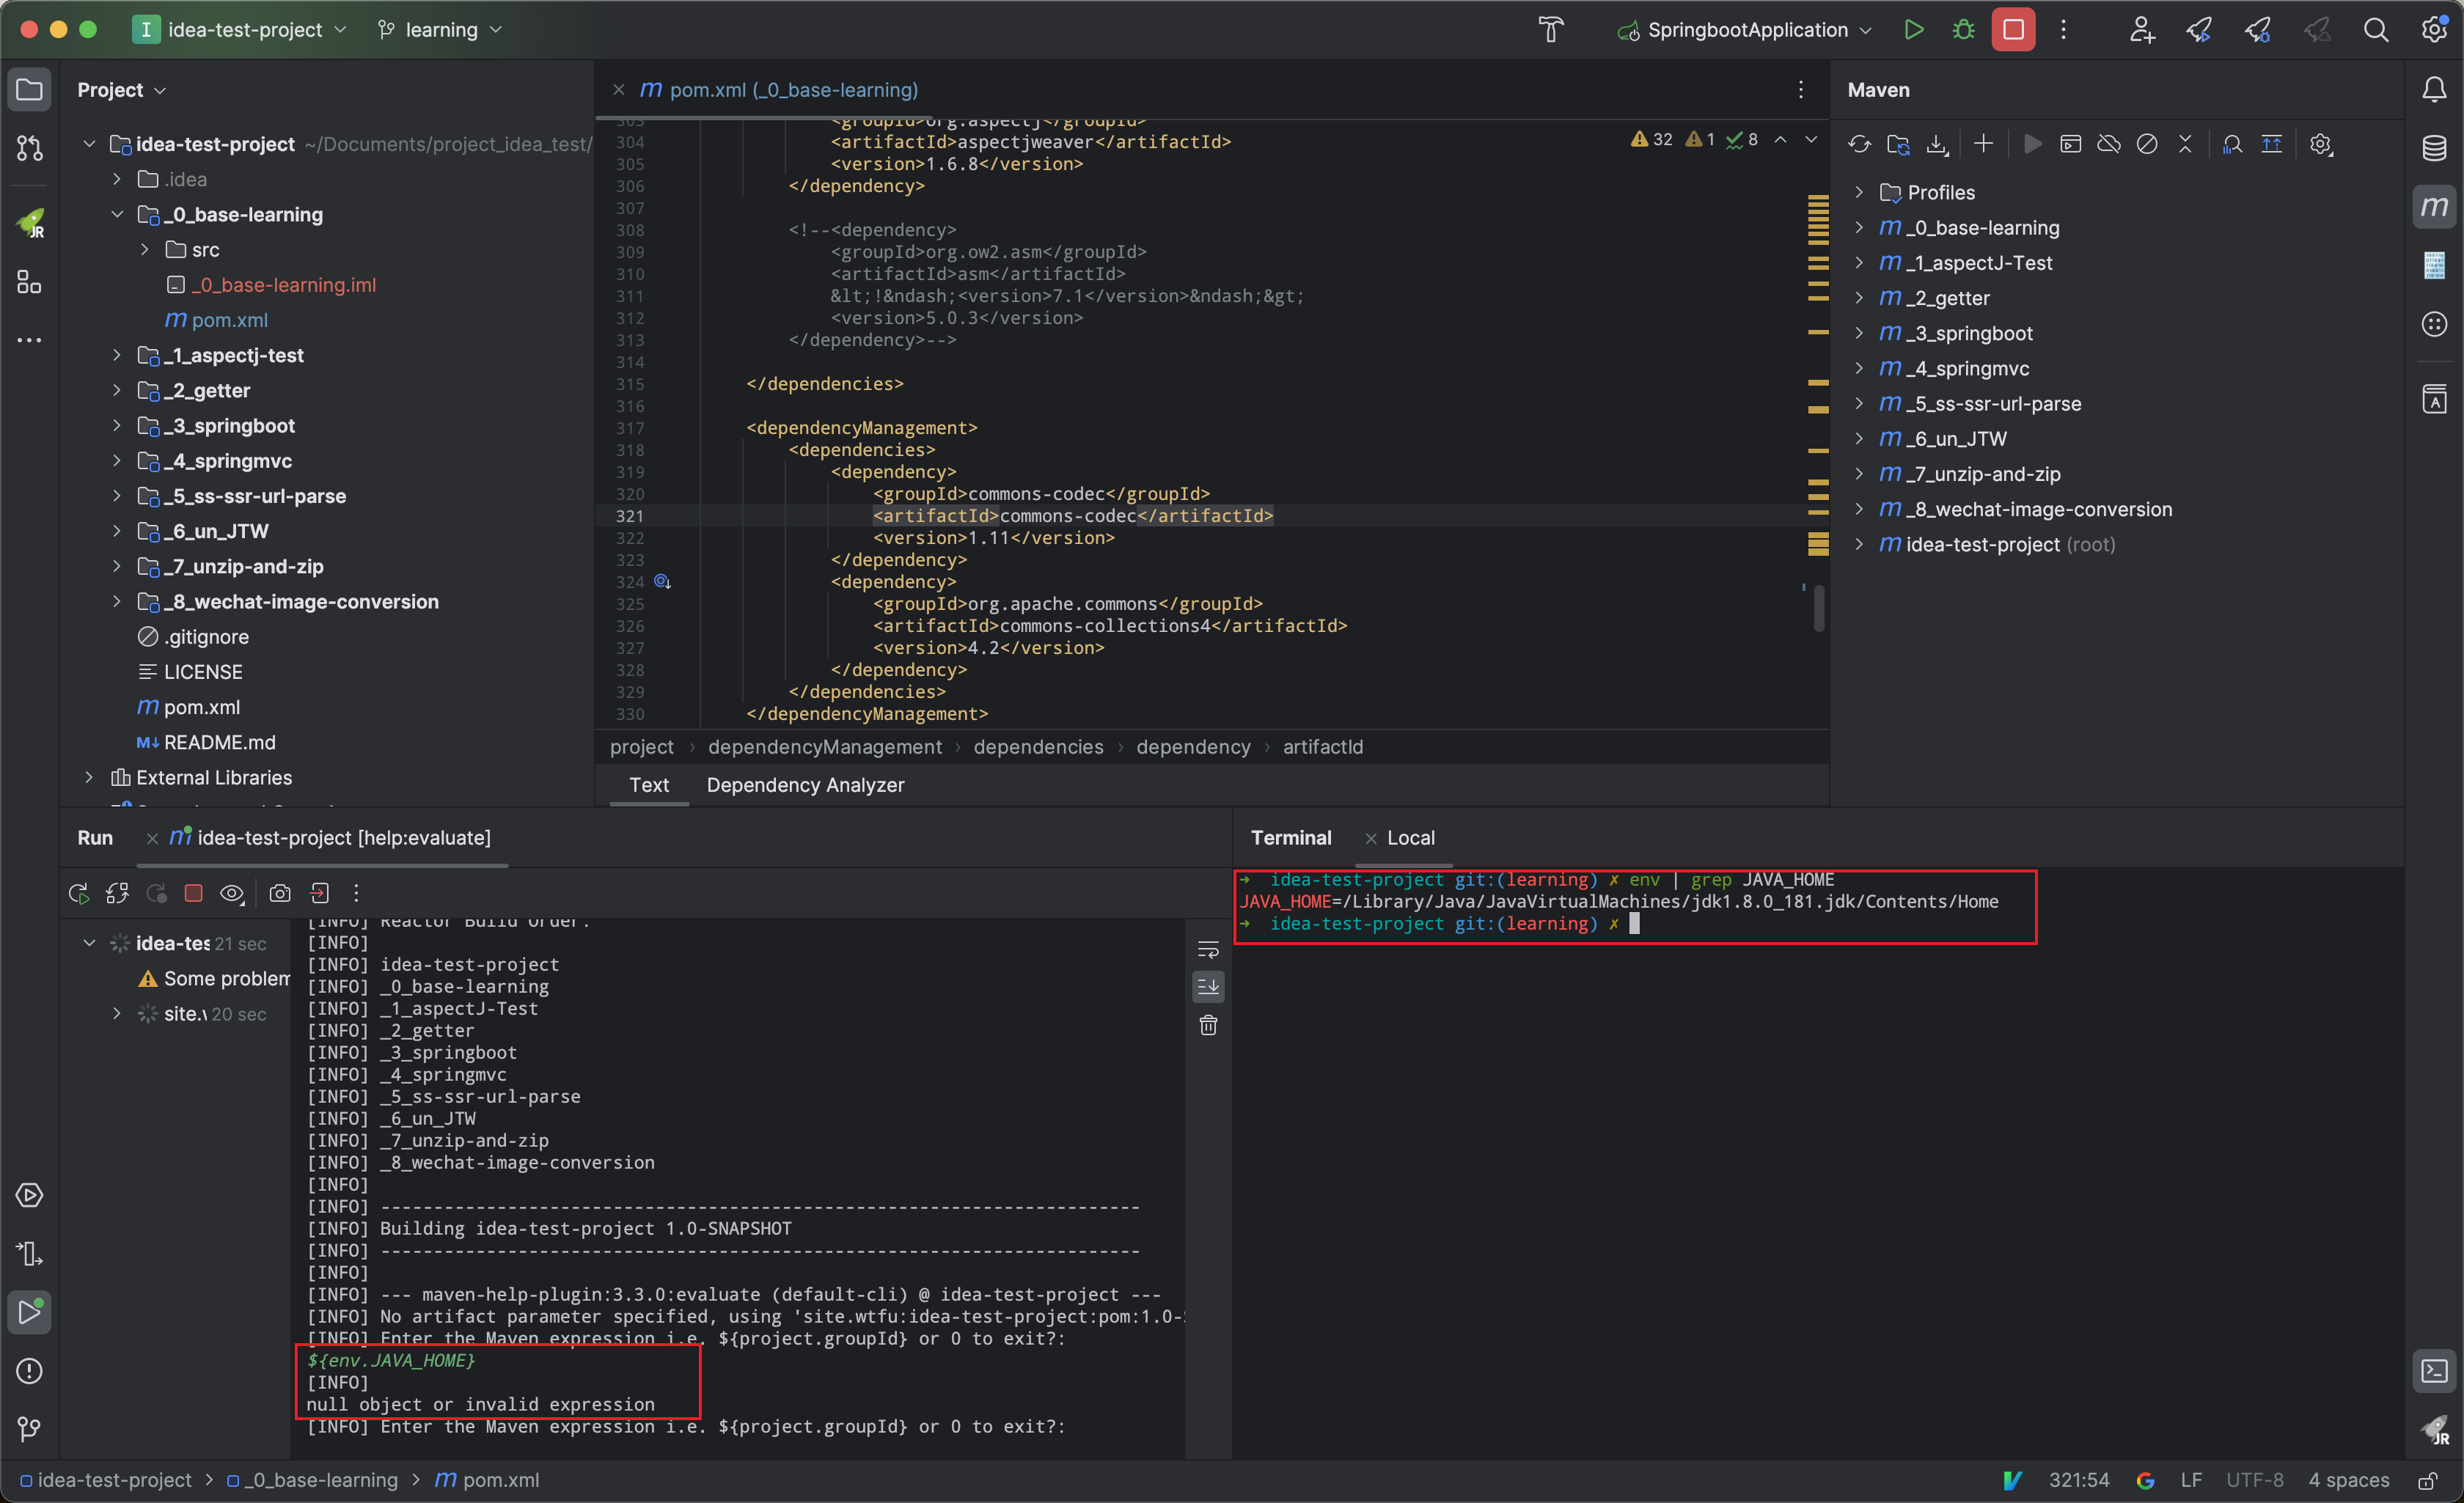 I idea-test-project
learning
SpringbootApplication
Project
idea-test-project ~/Documents/project_idea_test/
.idea
_0_base-learning
src
_0_base-learning.iml
m pom.xml
_1_aspectj-test
_2_getter
_3_springboot
_4_springmvc
_5_ss-ssr-url-parse
_6_un_JTW
_7_unzip-and-zip
_8_wechat-image-conversion
.gitignore
LICENSE
m pom.xml
M↓ README.md
External Libraries
m pom.xml (_0_base-learning)
32 1 8
303 <groupId>org.aspectj</groupId>
304 <artifactId>aspectjweaver</artifactId>
305 <version>1.6.8</version>
306 </dependency>
307
308 <!--<dependency>
309 <groupId>org.ow2.asm</groupId>
310 <artifactId>asm</artifactId>
311 &lt;!&ndash;<version>7.1</version>&ndash;&gt;
312 <version>5.0.3</version>
313 </dependency>-->
314
315 </dependencies>
316
317 <dependencyManagement>
318 <dependencies>
319 <dependency>
320 <groupId>commons-codec</groupId>
321 <artifactId>commons-codec</artifactId>
322 <version>1.11</version>
323 </dependency>
324 <dependency>
325 <groupId>org.apache.commons</groupId>
326 <artifactId>commons-collections4</artifactId>
327 <version>4.2</version>
328 </dependency>
329 </dependencies>
330 </dependencyManagement>
project › dependencyManagement › dependencies › dependency › artifactId
Text Dependency Analyzer
Maven
Profiles
m _0_base-learning
m _1_aspectJ-Test
m _2_getter
m _3_springboot
m _4_springmvc
m _5_ss-ssr-url-parse
m _6_un_JTW
m _7_unzip-and-zip
m _8_wechat-image-conversion
m idea-test-project (root)
Run idea-test-project [help:evaluate]
idea-tes 21 sec
Some problem
site.v 20 sec
[INFO] Reactor Build Order:
[INFO]
[INFO] idea-test-project
[INFO] _0_base-learning
[INFO] _1_aspectJ-Test
[INFO] _2_getter
[INFO] _3_springboot
[INFO] _4_springmvc
[INFO] _5_ss-ssr-url-parse
[INFO] _6_un_JTW
[INFO] _7_unzip-and-zip
[INFO] _8_wechat-image-conversion
[INFO]
[INFO] ------------------------------------------------------------------------
[INFO] Building idea-test-project 1.0-SNAPSHOT
[INFO] ------------------------------------------------------------------------
[INFO]
[INFO] --- maven-help-plugin:3.3.0:evaluate (default-cli) @ idea-test-project ---
[INFO] No artifact parameter specified, using 'site.wtfu:idea-test-project:pom:1.0-
[INFO] Enter the Maven expression i.e. ${project.groupId} or 0 to exit?:
${env.JAVA_HOME}
[INFO]
null object or invalid expression
[INFO] Enter the Maven expression i.e. ${project.groupId} or 0 to exit?:
Terminal Local
→ idea-test-project git:(learning) ✗ env | grep JAVA_HOME
JAVA_HOME=/Library/Java/JavaVirtualMachines/jdk1.8.0_181.jdk/Contents/Home
→ idea-test-project git:(learning) ✗
idea-test-project › _0_base-learning › m pom.xml
321:54 G LF UTF-8 4 spaces
JR
m
A
JR